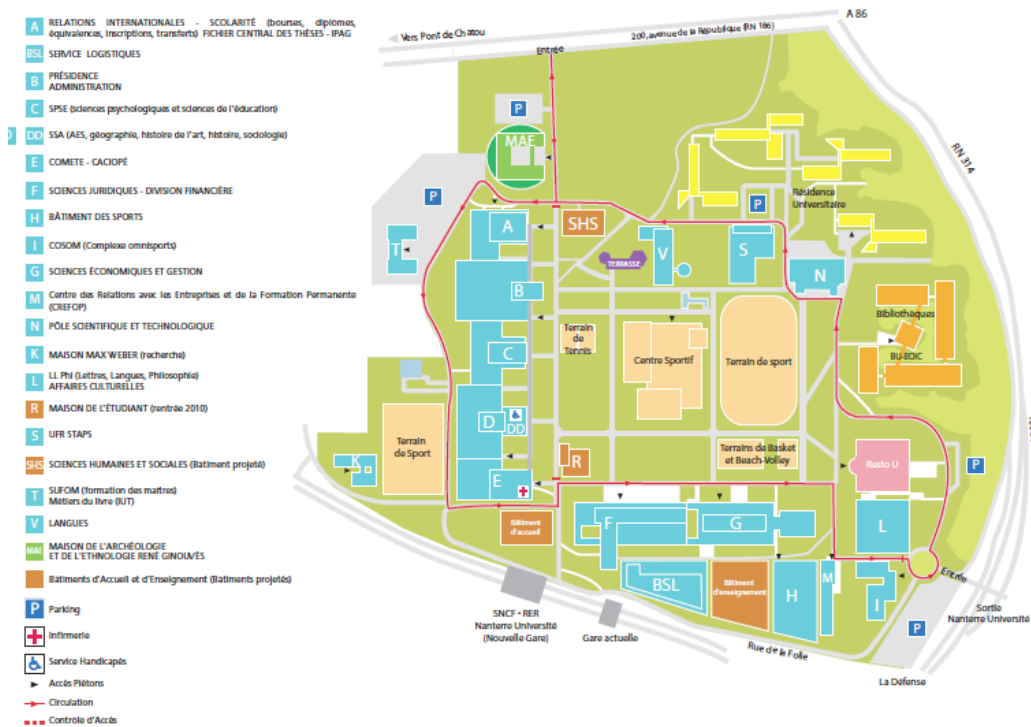 A RELATIONS INTERNATIONALES - SCOLARITÉ (bourses, diplômes,
équivalences, inscriptions, transferts) FICHIER CENTRAL DES THÈSES - IPAG
BSL SERVICE LOGISTIQUES
B PRÉSIDENCE
ADMINISTRATION
C SPSE (sciences psychologiques et sciences de l'éducation)
D DD SSA (AES, géographie, histoire de l'art, histoire, sociologie)
E COMETE - CACIOPÉ
F SCIENCES JURIDIQUES - DIVISION FINANCIÈRE
H BÂTIMENT DES SPORTS
I COSOM (Complexe omnisports)
G SCIENCES ÉCONOMIQUES ET GESTION
M Centre des Relations avec les Entreprises et de la Formation Permanente
(CREFOP)
N PÔLE SCIENTIFIQUE ET TECHNOLOGIQUE
K MAISON MAX WEBER (recherche)
L LL Phi (Lettres, Langues, Philosophie)
AFFAIRES CULTURELLES
R MAISON DE L'ÉTUDIANT (rentrée 2010)
S UFR STAPS
SHS SCIENCES HUMAINES ET SOCIALES (Bâtiment projeté)
T SUFOM (formation des maîtres)
Métiers du livre (IUT)
V LANGUES
MAE MAISON DE L'ARCHÉOLOGIE
ET DE L'ETHNOLOGIE RENÉ GINOUVÈS
Bâtiments d'Accueil et d'Enseignement (Bâtiments projetés)
P Parking
Infirmerie
Service Handicapés
Accès Piétons
Circulation
Contrôle d'Accès
A 86
Vers Pont de Chatou
200, avenue de la République (RN 186)
Entrée
P
MAE
RN 314
P
Résidence
Universitaire
P
A
SHS
T
V
S
TERRASSE
N
B
Bibliothèques
Terrain
de
Tennis
Centre Sportif
Terrain de sport
BU-BDIC
C
D
DD
Terrain
de Sport
Terrains de Basket
et Beach-Volley
K
R
Resto U
P
E
Bâtiment
d'accueil
F
G
L
BSL
Bâtiment
d'enseignement
H
M
I
Entrée
P
Sortie
Nanterre Université
SNCF • RER
Nanterre Université
(Nouvelle Gare)
Gare actuelle
Rue de la Folie
La Défense